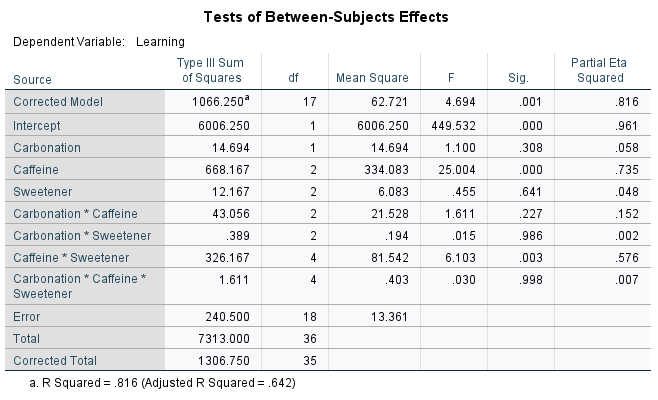 Tests of Between-Subjects Effects
Dependent Variable: Learning
Source Type III Sum of Squares df Mean Square F Sig. Partial Eta Squared
Corrected Model 1066.250a 17 62.721 4.694 .001 .816
Intercept 6006.250 1 6006.250 449.532 .000 .961
Carbonation 14.694 1 14.694 1.100 .308 .058
Caffeine 668.167 2 334.083 25.004 .000 .735
Sweetener 12.167 2 6.083 .455 .641 .048
Carbonation * Caffeine 43.056 2 21.528 1.611 .227 .152
Carbonation * Sweetener .389 2 .194 .015 .986 .002
Caffeine * Sweetener 326.167 4 81.542 6.103 .003 .576
Carbonation * Caffeine * Sweetener 1.611 4 .403 .030 .998 .007
Error 240.500 18 13.361
Total 7313.000 36
Corrected Total 1306.750 35
a. R Squared = .816 (Adjusted R Squared = .642)